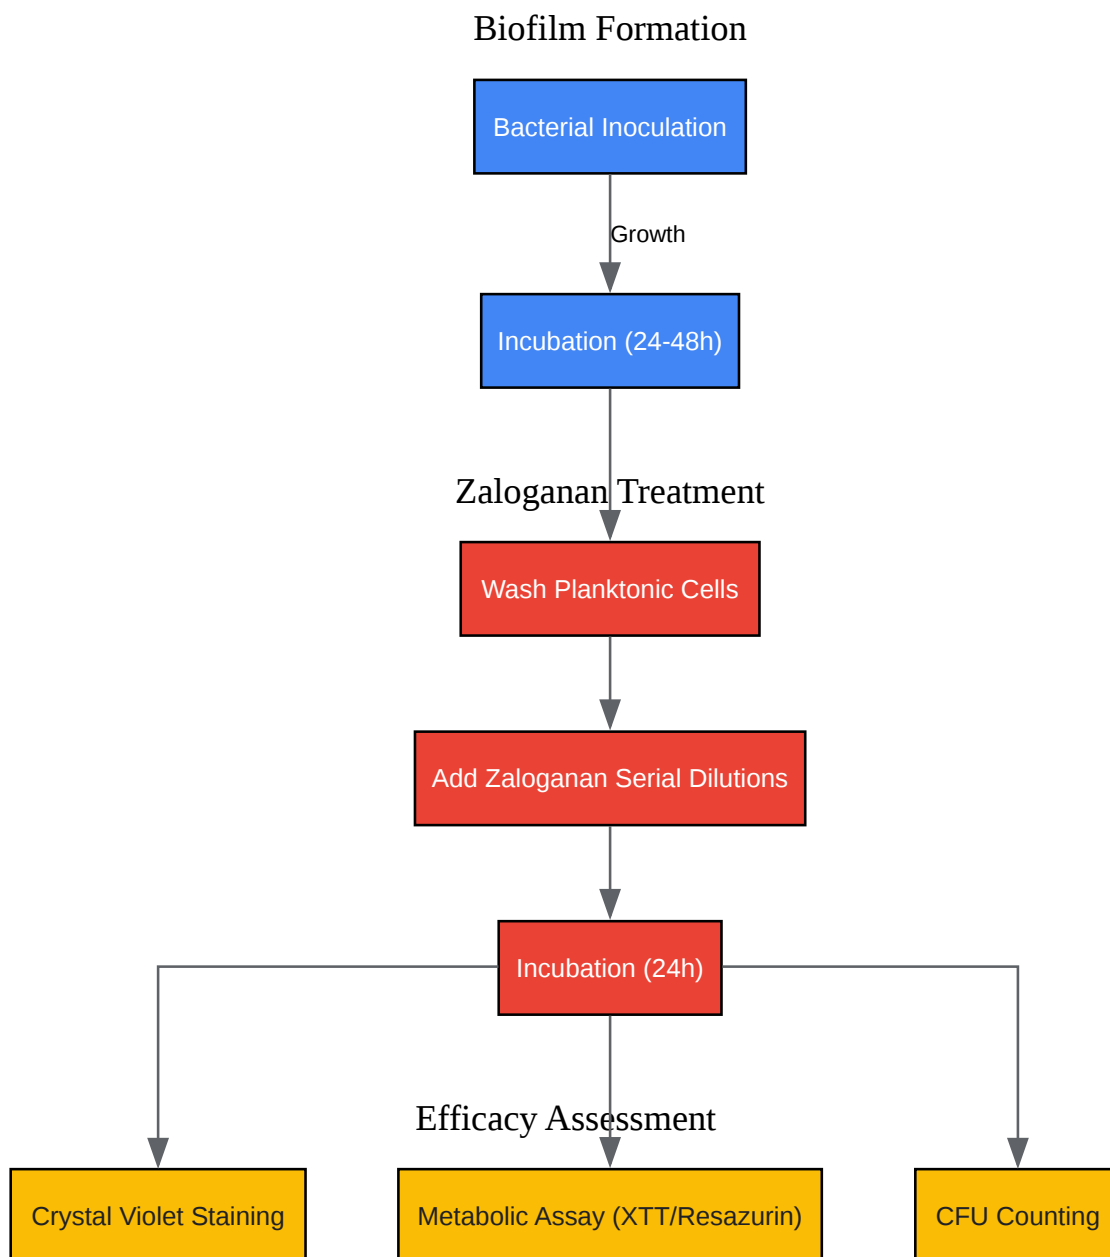 Biofilm Formation
Bacterial Inoculation
Growth
Incubation (24-48h)
Zaloganan Treatment
Wash Planktonic Cells
Add Zaloganan Serial Dilutions
Incubation (24h)
Efficacy Assessment
Crystal Violet Staining
Metabolic Assay (XTT/Resazurin)
CFU Counting